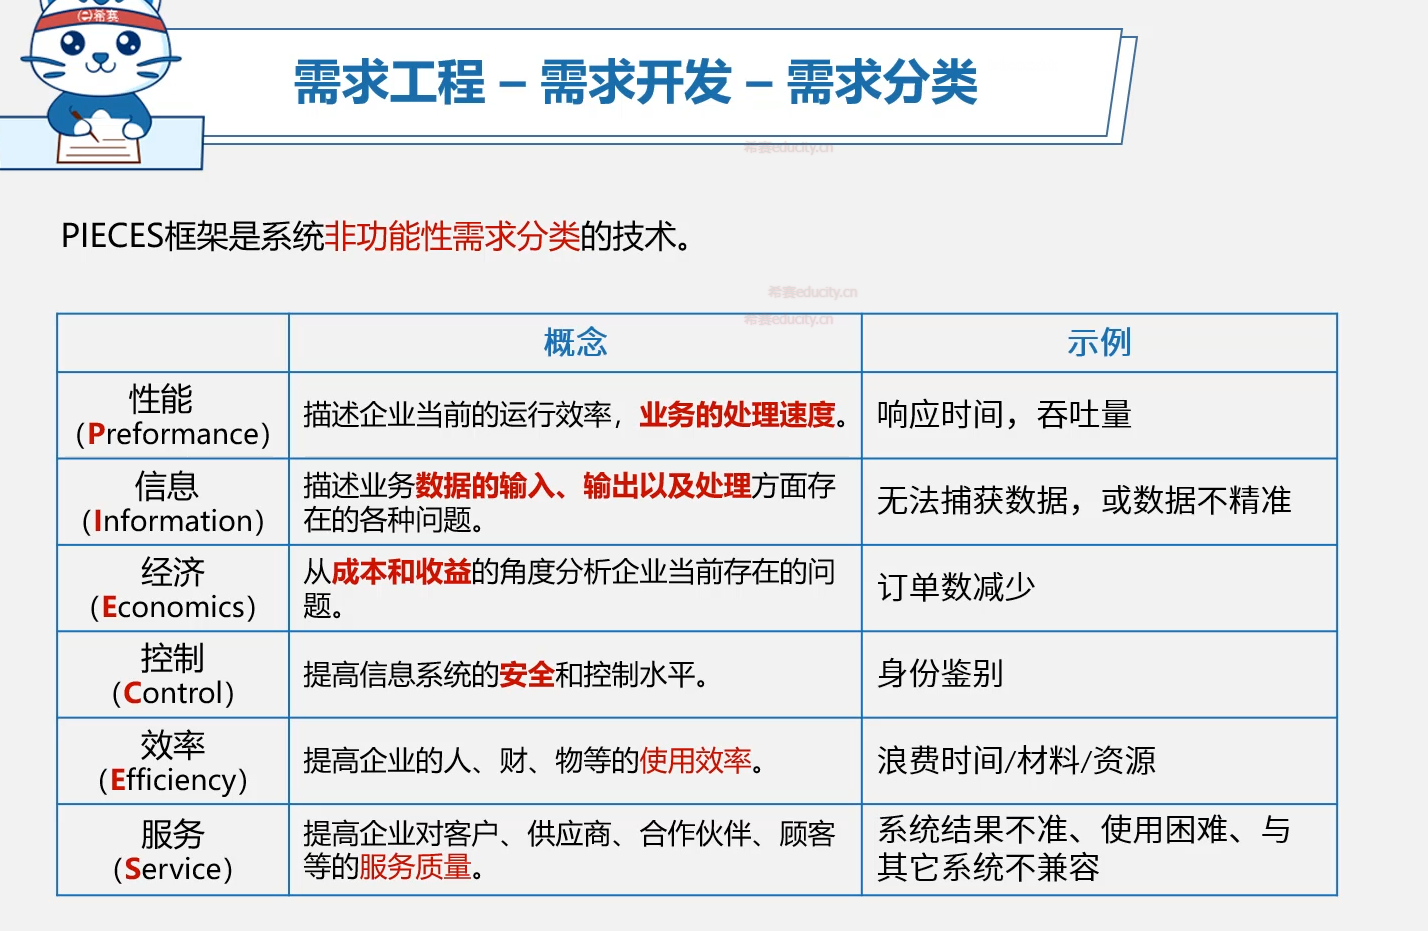 希赛
需求工程 – 需求开发 – 需求分类
希赛educity.cn
PIECES框架是系统非功能性需求分类的技术。
希赛educity.cn
希赛educity.cn
概念
示例
性能
（Preformance）
描述企业当前的运行效率，业务的处理速度。
响应时间，吞吐量
信息
（Information）
描述业务数据的输入、输出以及处理方面存
在的各种问题。
无法捕获数据，或数据不精准
经济
（Economics）
从成本和收益的角度分析企业当前存在的问
题。
订单数减少
控制
（Control）
提高信息系统的安全和控制水平。
身份鉴别
效率
（Efficiency）
提高企业的人、财、物等的使用效率。
浪费时间/材料/资源
服务
（Service）
提高企业对客户、供应商、合作伙伴、顾客
等的服务质量。
系统结果不准、使用困难、与
其它系统不兼容